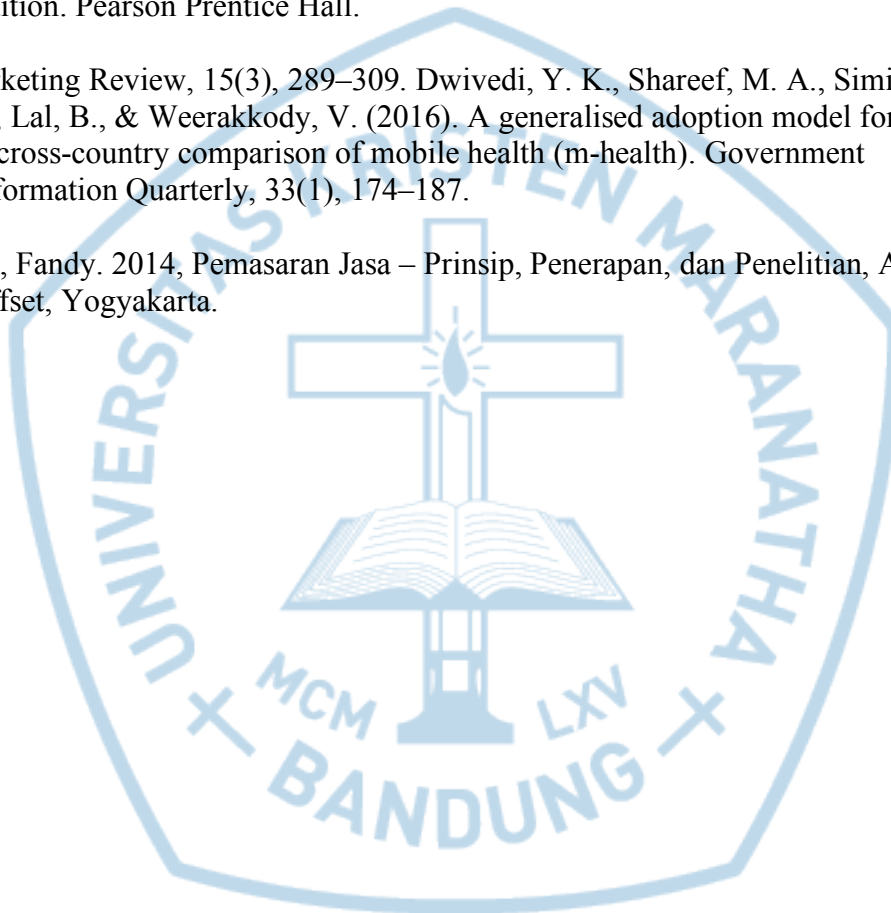 ition. Pearson Prentice Hall.
keting Review, 15(3), 289–309. Dwivedi, Y. K., Shareef, M. A., Simi
, Lal, B., & Weerakkody, V. (2016). A generalised adoption model for
cross-country comparison of mobile health (m-health). Government
formation Quarterly, 33(1), 174–187.
, Fandy. 2014, Pemasaran Jasa – Prinsip, Penerapan, dan Penelitian, A
ffset, Yogyakarta.
UNIVERSITAS KRISTEN MARANATHA
MCM LXV
BANDUNG